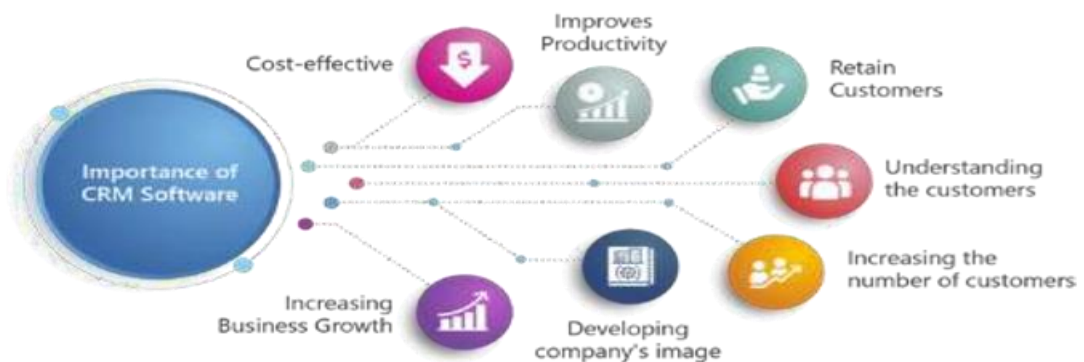 Importance of
CRM Software
Cost-effective
Improves
Productivity
Retain
Customers
Understanding
the customers
Increasing the
number of customers
Developing
company's image
Increasing
Business Growth
$